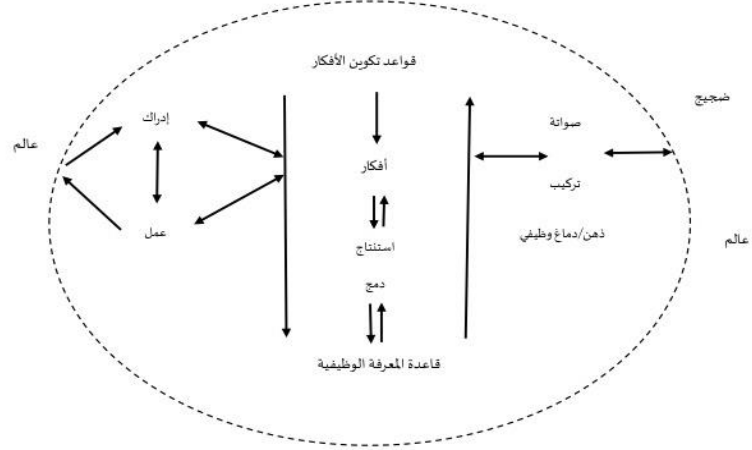 قواعد تكوين الأفكار
ضجيج
صواتة
إدراك
عالم
أفكار
تركيب
عمل
ذهن/دماغ وظيفي
عالم
استنتاج
دمج
قاعدة المعرفة الوظيفية